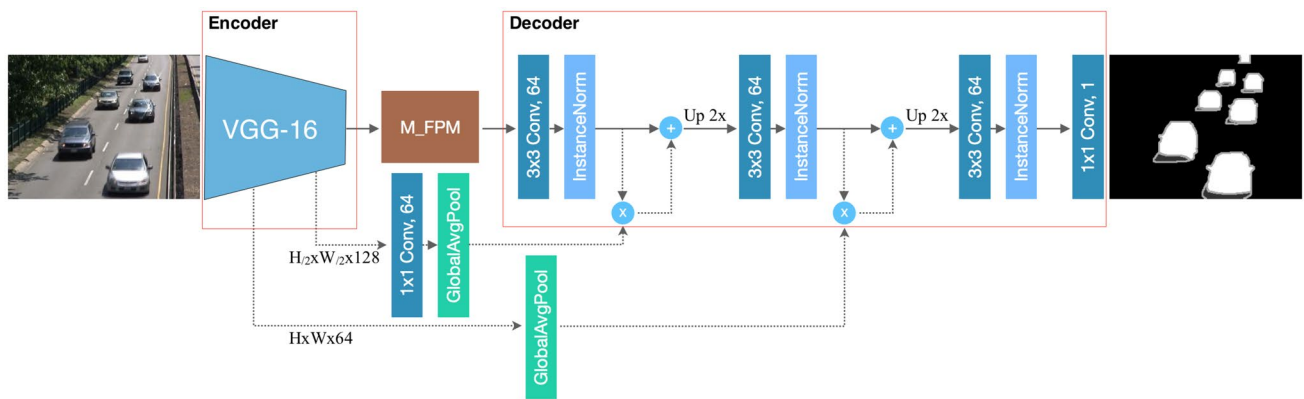 Encoder
Decoder
VGG-16
M_FPM
3x3 Conv, 64
InstanceNorm
+
Up 2x
3x3 Conv, 64
InstanceNorm
+
Up 2x
3x3 Conv, 64
InstanceNorm
1x1 Conv, 1
x
x
H/2xW/2x128
1x1 Conv, 64
GlobalAvgPool
HxWx64
GlobalAvgPool